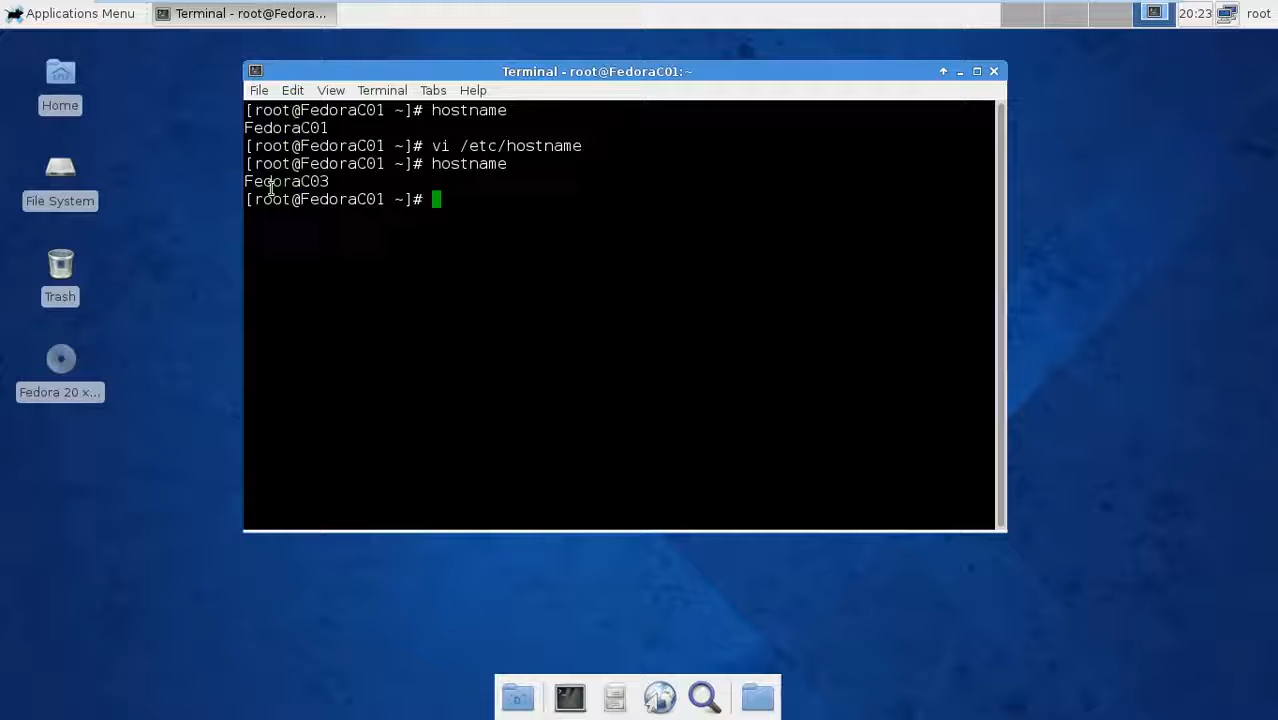 Applications Menu
Terminal - root@Fedora...
20:23
root
Home
File System
Trash
Fedora 20 x...
Terminal - root@FedoraC01:~
File Edit View Terminal Tabs Help
[root@FedoraC01 ~]# hostname
FedoraC01
[root@FedoraC01 ~]# vi /etc/hostname
[root@FedoraC01 ~]# hostname
FedoraC03
[root@FedoraC01 ~]#